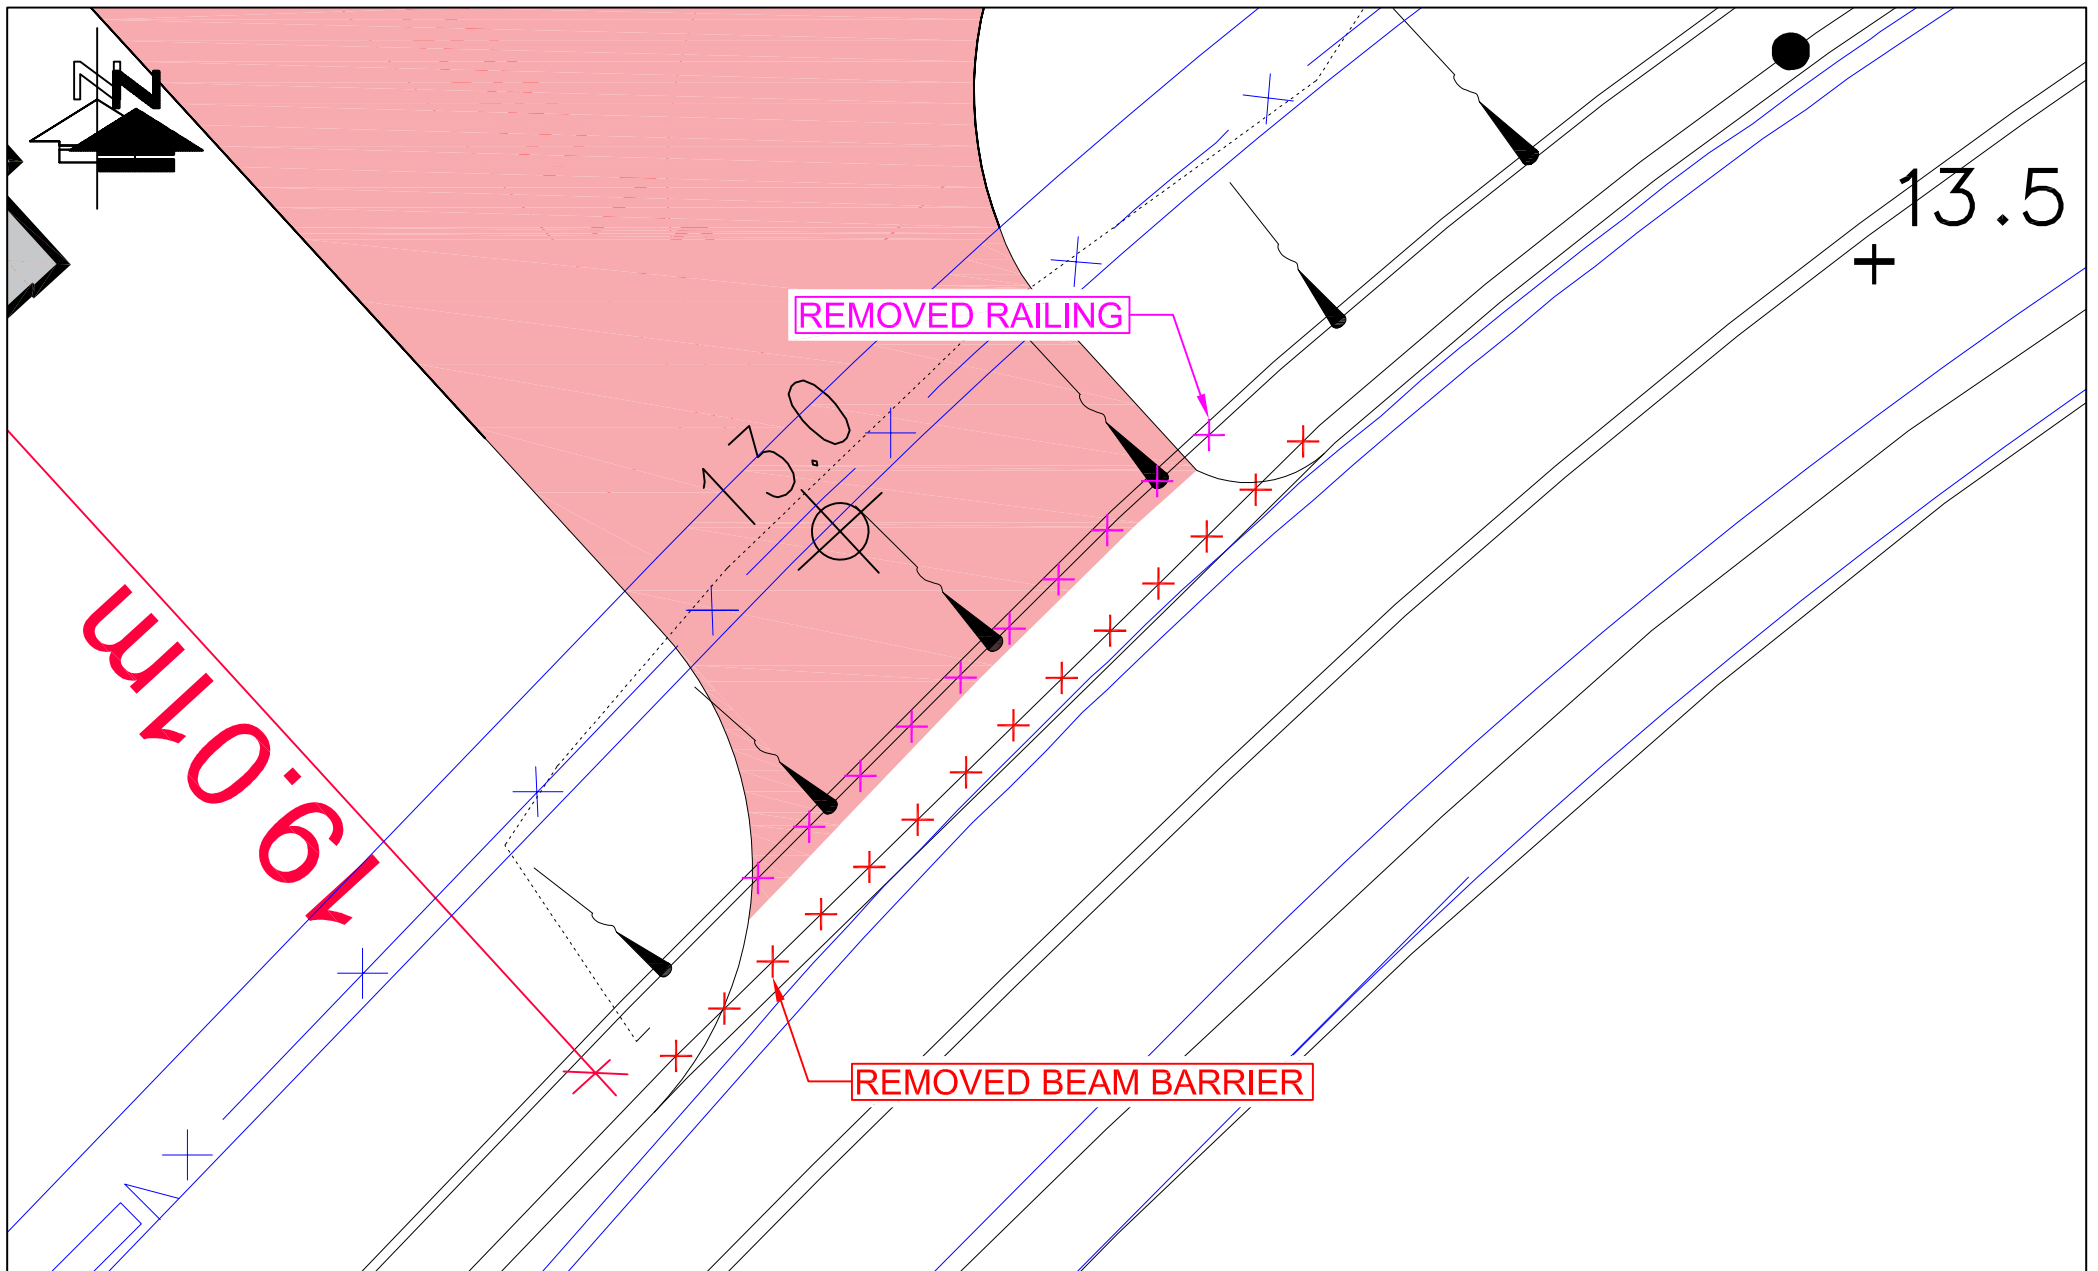 N
13.5
REMOVED RAILING
13.0
19.01m
REMOVED BEAM BARRIER